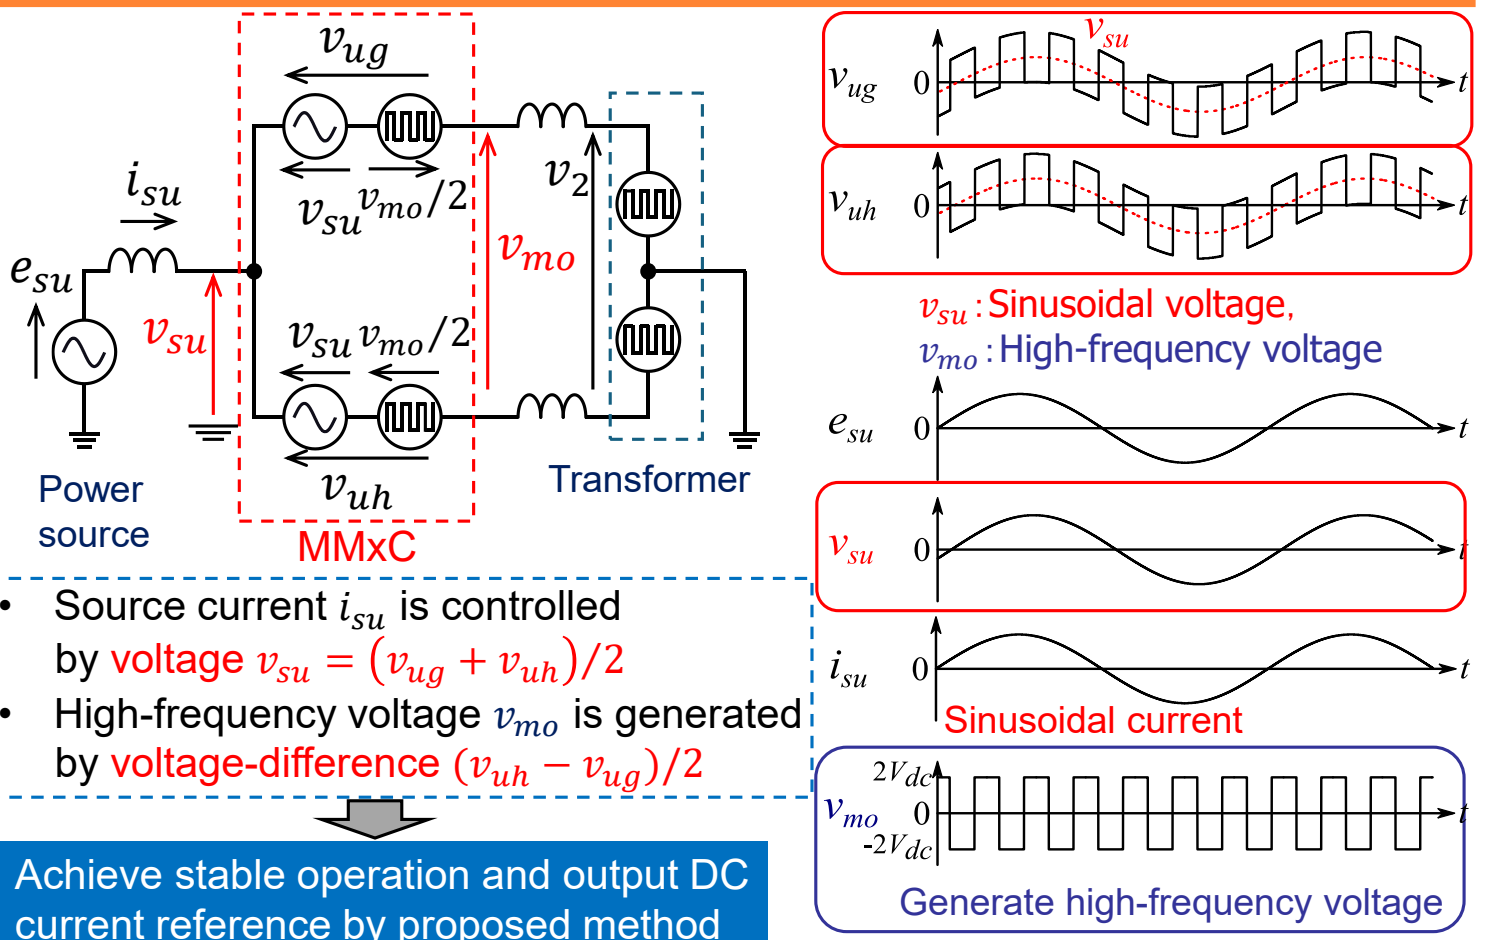 v_ug
v_su v_mo/2
i_su
e_su
v_su
v_mo
v_2
v_su v_mo/2
v_uh
Power
source
MMxC
Transformer
v_ug 0 v_su t
v_uh 0 t
v_su : Sinusoidal voltage,
v_mo : High-frequency voltage
e_su 0 t
v_su 0 t
i_su 0 t
Sinusoidal current
2V_dc
v_mo 0 t
-2V_dc
Generate high-frequency voltage
• Source current i_su is controlled
by voltage v_su = (v_ug + v_uh)/2
• High-frequency voltage v_mo is generated
by voltage-difference (v_uh − v_ug)/2
Achieve stable operation and output DC
current reference by proposed method